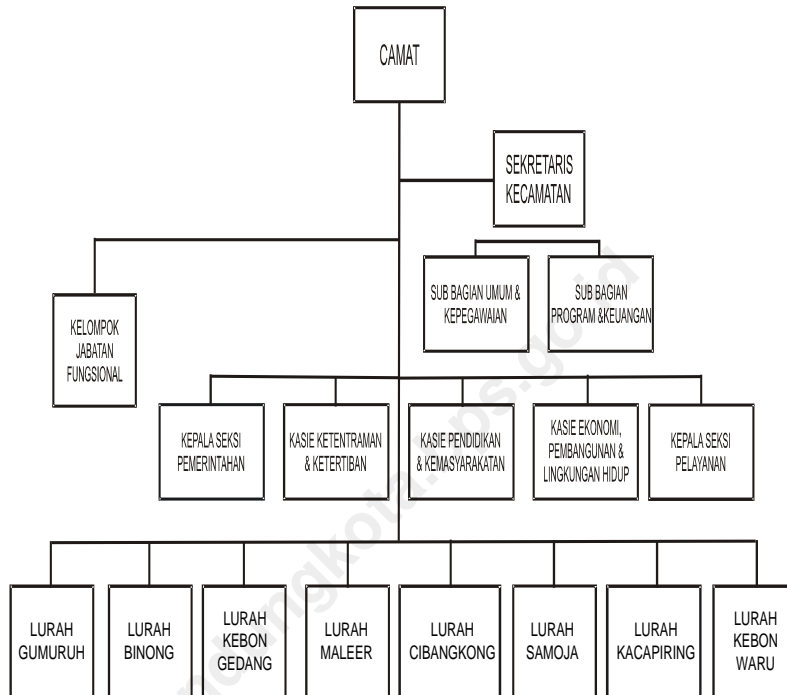 CAMAT
SEKRETARIS
KECAMATAN
SUB BAGIAN UMUM &
KEPEGAWAIAN
SUB BAGIAN
PROGRAM &KEUANGAN
KELOMPOK
JABATAN
FUNGSIONAL
KEPALA SEKSI
PEMERINTAHAN
KASIE KETENTRAMAN
& KETERTIBAN
KASIE PENDIDIKAN
& KEMASYARAKATAN
KASIE EKONOMI,
PEMBANGUNAN &
LINGKUNGAN HIDUP
KEPALA SEKSI
PELAYANAN
LURAH
GUMURUH
LURAH
BINONG
LURAH
KEBON
GEDANG
LURAH
MALEER
LURAH
CIBANGKONG
LURAH
SAMOJA
LURAH
KACAPIRING
LURAH
KEBON
WARU